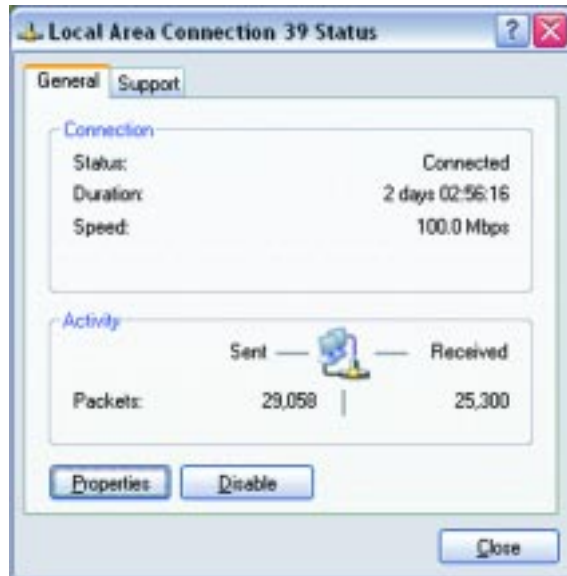 Local Area Connection 39 Status
General Support
Connection
Status: Connected
Duration: 2 days 02:56:16
Speed: 100.0 Mbps
Activity
Sent — — Received
Packets: 29,058 | 25,300
Properties Disable
Close